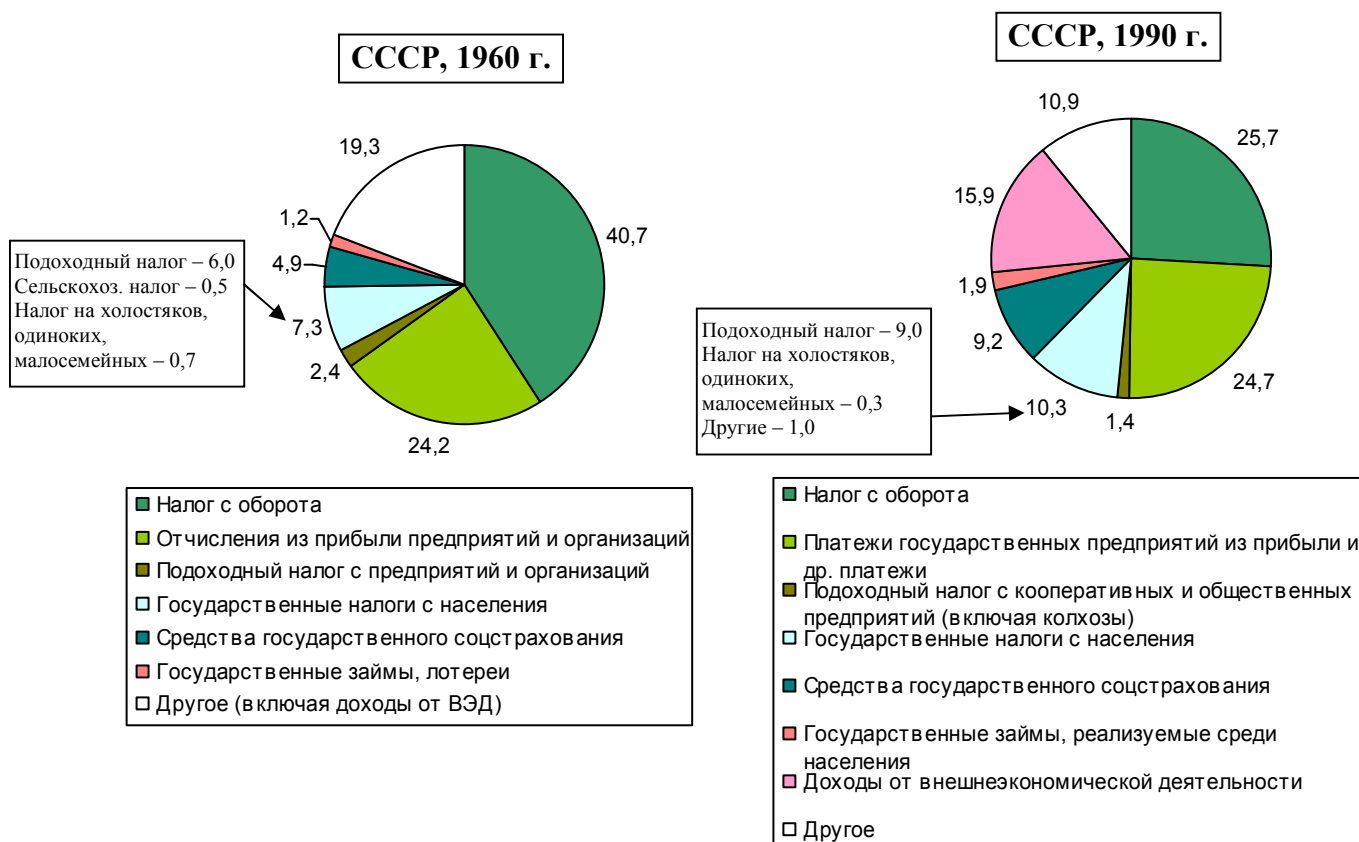 СССР, 1960 г.
19,3
1,2
4,9
7,3
2,4
24,2
40,7
Подоходный налог – 6,0
Сельскохоз. налог – 0,5
Налог на холостяков,
одиноких,
малосемейных – 0,7
Налог с оборота
Отчисления из прибыли предприятий и организаций
Подоходный налог с предприятий и организаций
Государственные налоги с населения
Средства государственного соцстрахования
Государственные займы, лотереи
Другое (включая доходы от ВЭД)
СССР, 1990 г.
10,9
25,7
15,9
1,9
9,2
10,3
1,4
24,7
Подоходный налог – 9,0
Налог на холостяков,
одиноких,
малосемейных – 0,3
Другие – 1,0
Налог с оборота
Платежи государственных предприятий из прибыли и
др. платежи
Подоходный налог с кооперативных и общественных
предприятий (включая колхозы)
Государственные налоги с населения
Средства государственного соцстрахования
Государственные займы, реализуемые среди
населения
Доходы от внешнеэкономической деятельности
Другое